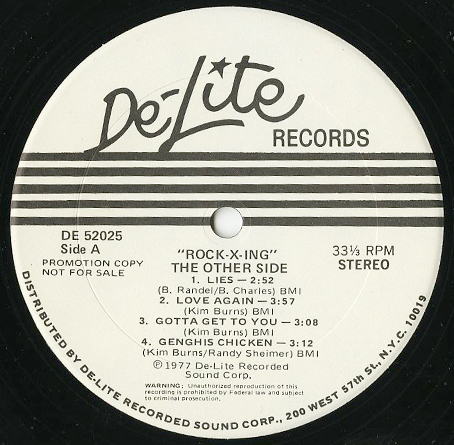 De-Lite
RECORDS
DE 52025
Side A
PROMOTION COPY
NOT FOR SALE
"ROCK-X-ING"
THE OTHER SIDE
33⅓ RPM
STEREO
1. LIES — 2:52
(B. Randel/B. Charles) BMI
2. LOVE AGAIN — 3:57
(Kim Burns) BMI
3. GOTTA GET TO YOU — 3:08
(Kim Burns) BMI
4. GENGHIS CHICKEN — 3:12
(Kim Burns/Randy Sheimer) BMI
℗ 1977 De-Lite Recorded
Sound Corp.
WARNING: Unauthorized reproduction of this
recording is prohibited by Federal law and subject
to criminal prosecution.
DISTRIBUTED BY DE-LITE RECORDED SOUND CORP., 200 WEST 57th St., N.Y.C. 10019